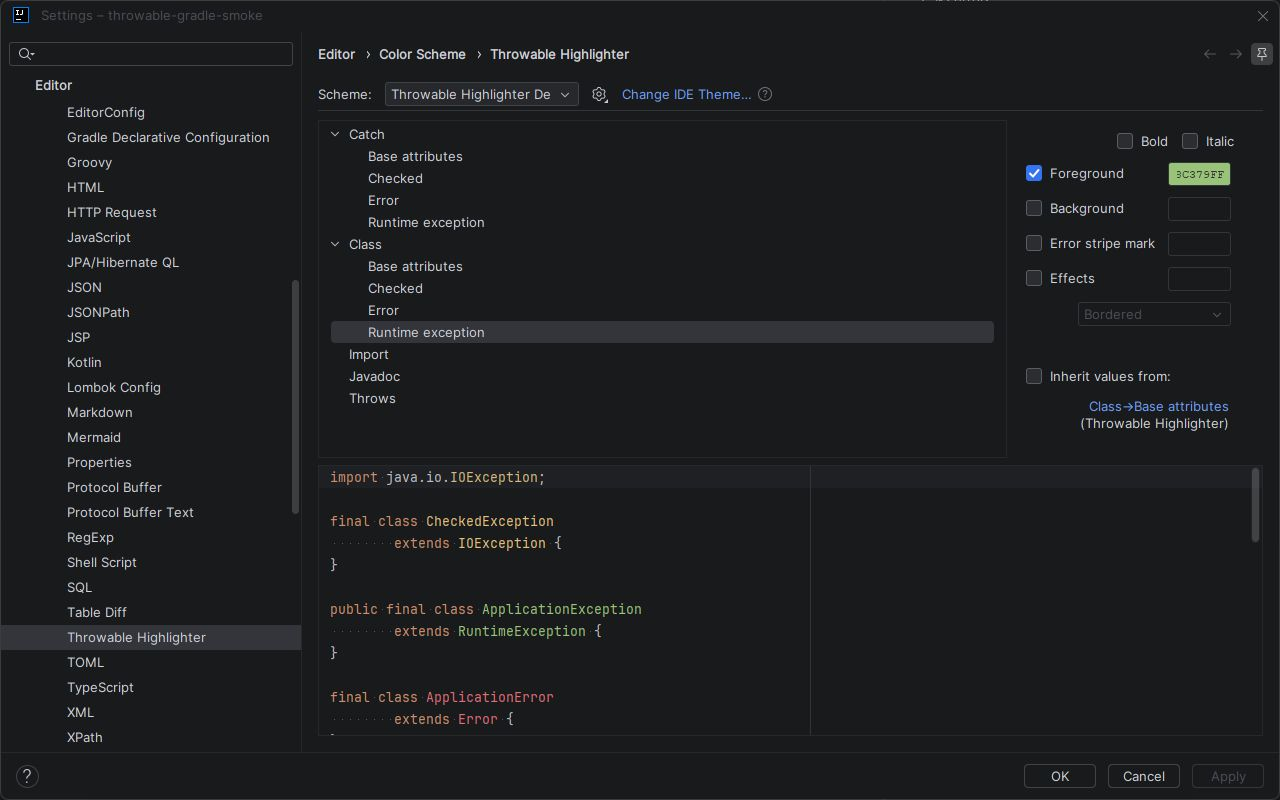 Settings – throwable-gradle-smoke
Editor
EditorConfig
Gradle Declarative Configuration
Groovy
HTML
HTTP Request
JavaScript
JPA/Hibernate QL
JSON
JSONPath
JSP
Kotlin
Lombok Config
Markdown
Mermaid
Properties
Protocol Buffer
Protocol Buffer Text
RegExp
Shell Script
SQL
Table Diff
Throwable Highlighter
TOML
TypeScript
XML
XPath
Editor › Color Scheme › Throwable Highlighter
Scheme: Throwable Highlighter De Change IDE Theme... ?
Catch
Base attributes
Checked
Error
Runtime exception
Class
Base attributes
Checked
Error
Runtime exception
Import
Javadoc
Throws
Bold Italic
Foreground
Background
Error stripe mark
Effects
Bordered
Inherit values from:
Class→Base attributes
(Throwable Highlighter)
import java.io.IOException;
final class CheckedException
extends IOException {
}
public final class ApplicationException
extends RuntimeException {
}
final class ApplicationError
extends Error {
? OK Cancel Apply